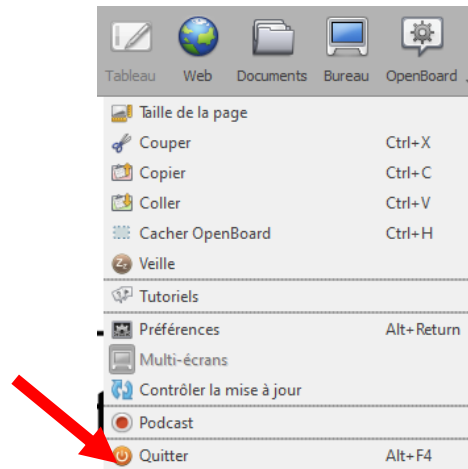 Tableau Web Documents Bureau OpenBoard
Taille de la page
Couper Ctrl+X
Copier Ctrl+C
Coller Ctrl+V
Cacher OpenBoard Ctrl+H
Veille
Tutoriels
Préférences Alt+Return
Multi-écrans
Contrôler la mise à jour
Podcast
Quitter Alt+F4